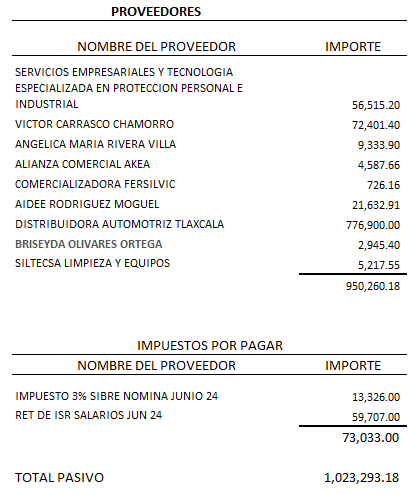 PROVEEDORES
NOMBRE DEL PROVEEDOR IMPORTE
SERVICIOS EMPRESARIALES Y TECNOLOGIA
ESPECIALIZADA EN PROTECCION PERSONAL E
INDUSTRIAL 56,515.20
VICTOR CARRASCO CHAMORRO 72,401.40
ANGELICA MARIA RIVERA VILLA 9,333.90
ALIANZA COMERCIAL AKEA 4,587.66
COMERCIALIZADORA FERSILVIC 726.16
AIDEE RODRIGUEZ MOGUEL 21,632.91
DISTRIBUIDORA AUTOMOTRIZ TLAXCALA 776,900.00
BRISEYDA OLIVARES ORTEGA 2,945.40
SILTECSA LIMPIEZA Y EQUIPOS 5,217.55
950,260.18
IMPUESTOS POR PAGAR
NOMBRE DEL PROVEEDOR IMPORTE
IMPUESTO 3% SIBRE NOMINA JUNIO 24 13,326.00
RET DE ISR SALARIOS JUN 24 59,707.00
73,033.00
TOTAL PASIVO 1,023,293.18